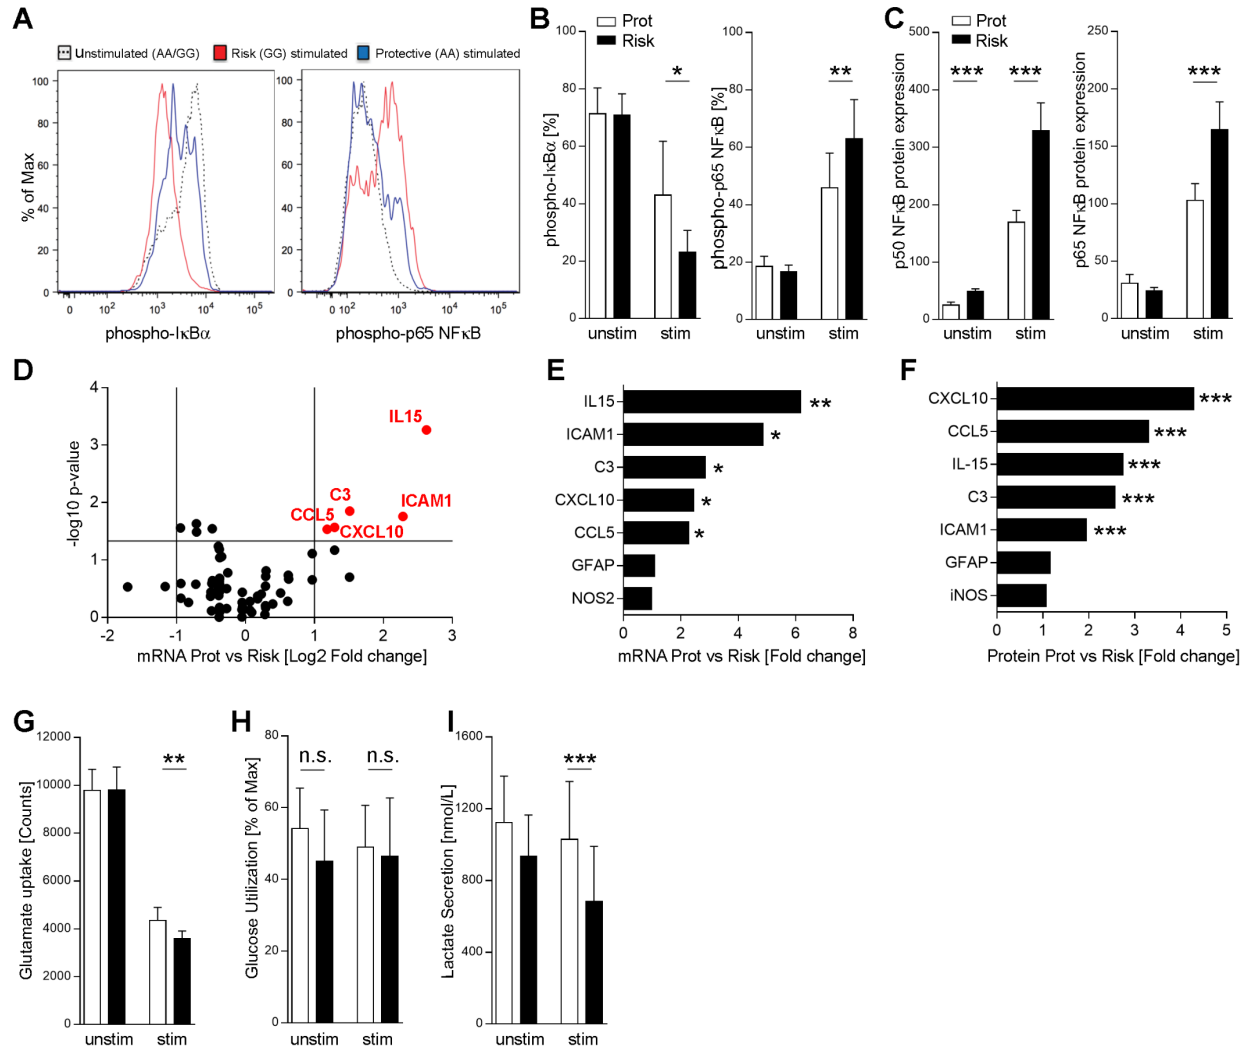 A
Unstimulated (AA/GG) Risk (GG) stimulated Protective (AA) stimulated
% of Max
100
80
60
40
20
0
0 10² 10³ 10⁴ 10⁵
phospho-IκBα
100
80
60
40
20
0
0 10² 10³ 10⁴ 10⁵
phospho-p65 NFκB
B
Prot
Risk
phospho-IκBα [%]
100
80
60
40
20
0
*
unstim stim
phospho-p65 NFκB [%]
100
80
60
40
20
0
**
unstim stim
C
Prot
Risk
p50 NFκB protein expression
500
400
300
200
100
0
*** ***
unstim stim
p65 NFκB protein expression
250
200
150
100
50
0
***
unstim stim
D
-log10 p-value
4
3
2
1
0
IL15
C3
ICAM1
CCL5
CXCL10
-2 -1 0 1 2 3
mRNA Prot vs Risk [Log2 Fold change]
E
IL15 **
ICAM1 *
C3 *
CXCL10 *
CCL5 *
GFAP
NOS2
0 2 4 6 8
mRNA Prot vs Risk [Fold change]
F
CXCL10 ***
CCL5 ***
IL-15 ***
C3 ***
ICAM1 ***
GFAP
iNOS
0 1 2 3 4 5
Protein Prot vs Risk [Fold change]
G
Glutamate uptake [Counts]
12000
10000
8000
6000
4000
2000
0
**
unstim stim
H
Glucose Utilization [% of Max]
80
60
40
20
0
n.s. n.s.
unstim stim
I
Lactate Secretion [nmol/L]
1600
1200
800
400
0
***
unstim stim